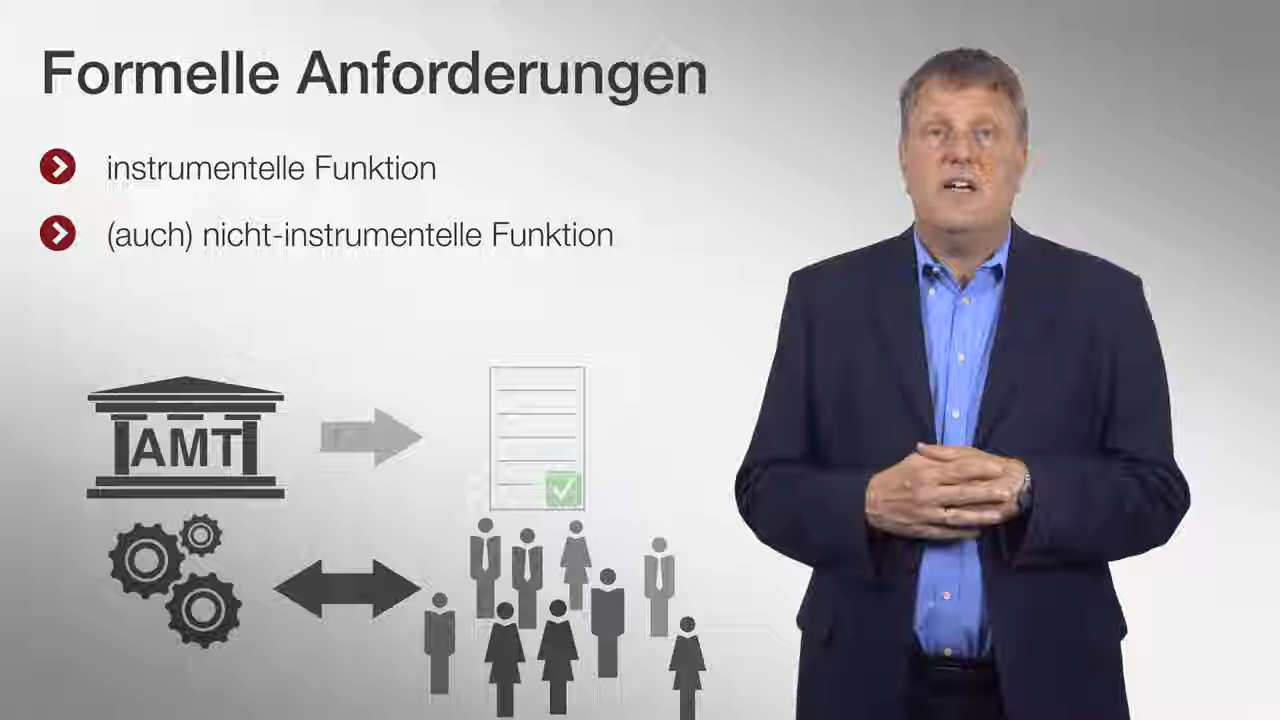 Formelle Anforderungen
instrumentelle Funktion
(auch) nicht-instrumentelle Funktion
AMT